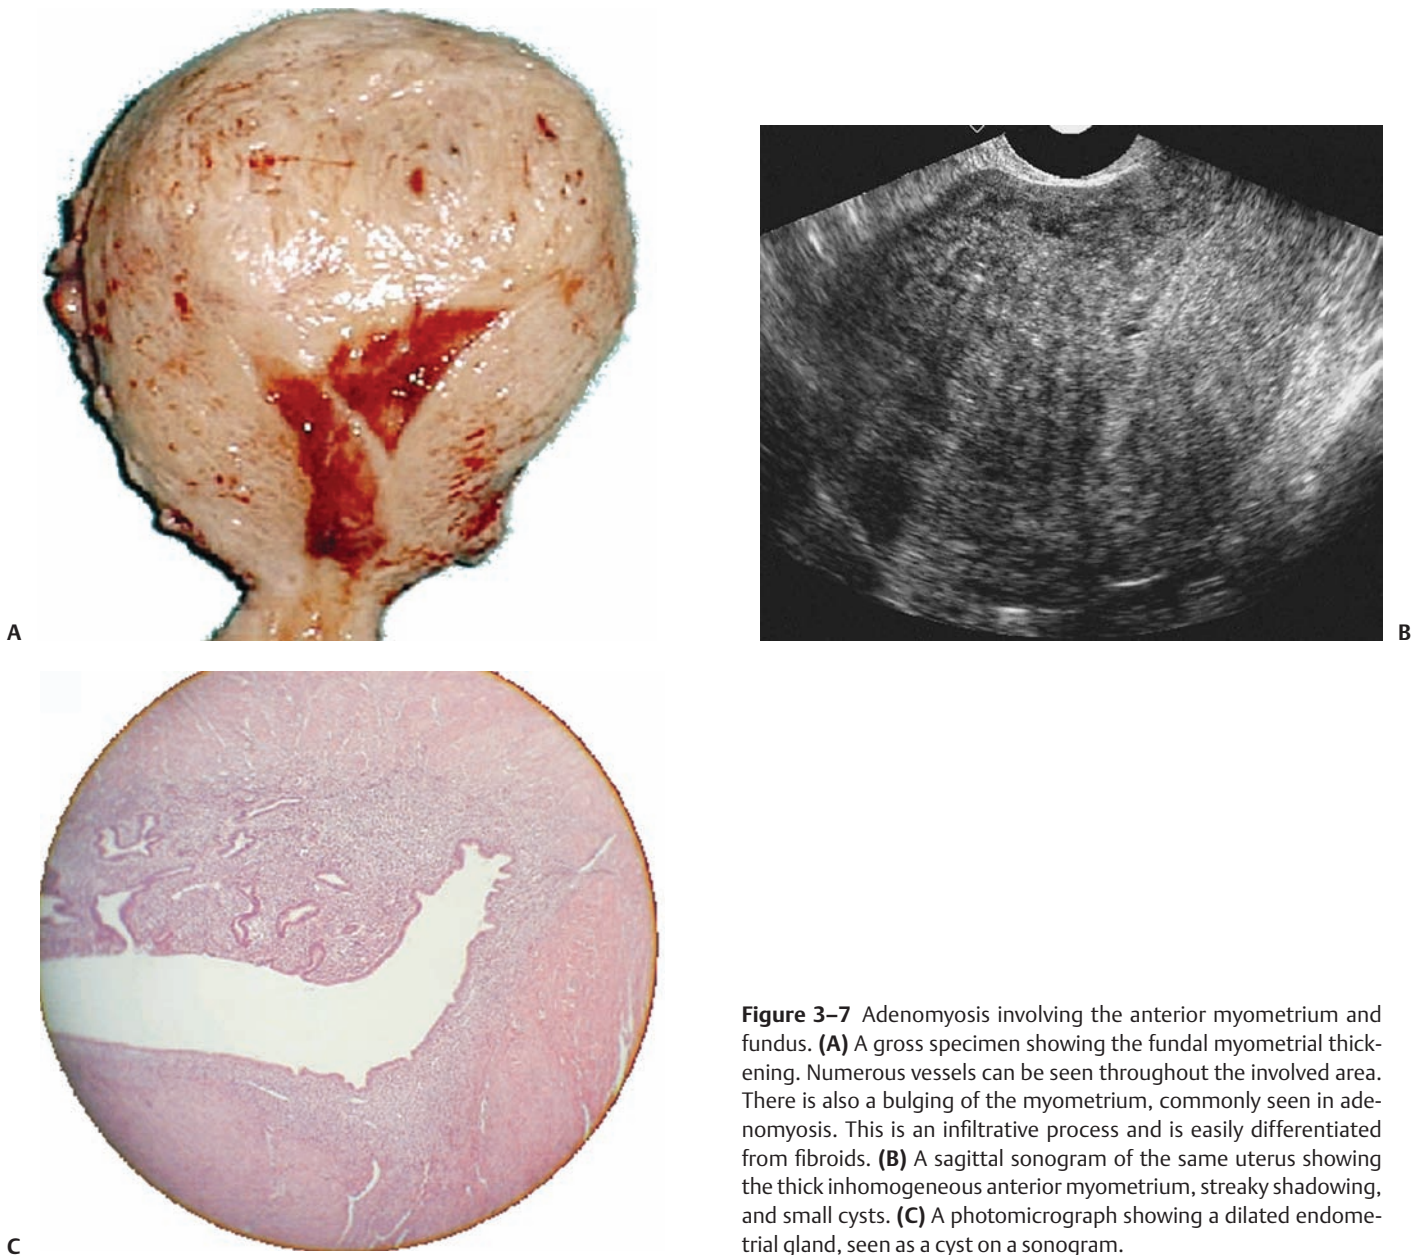 A
B
C
Figure 3–7 Adenomyosis involving the anterior myometrium and
fundus. (A) A gross specimen showing the fundal myometrial thick-
ening. Numerous vessels can be seen throughout the involved area.
There is also a bulging of the myometrium, commonly seen in ade-
nomyosis. This is an infiltrative process and is easily differentiated
from fibroids. (B) A sagittal sonogram of the same uterus showing
the thick inhomogeneous anterior myometrium, streaky shadowing,
and small cysts. (C) A photomicrograph showing a dilated endome-
trial gland, seen as a cyst on a sonogram.